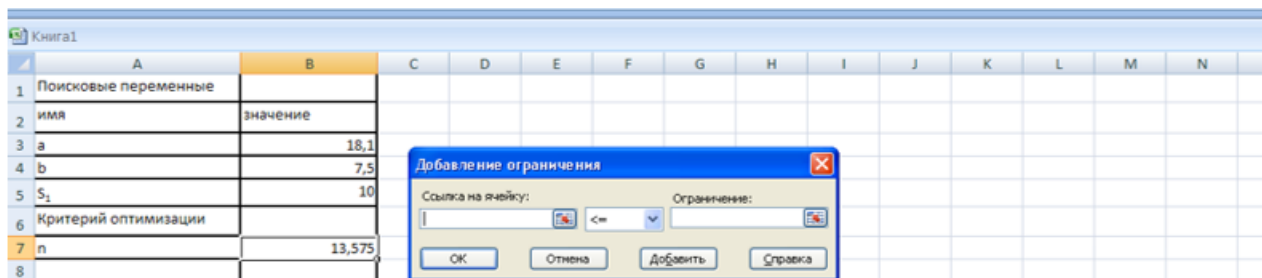 Книга1
A B C D E F G H I J K L M N
1 Поисковые переменные
2 имя значение
3 a 18,1
4 b 7,5
5 S₁ 10
6 Критерий оптимизации
7 n 13,575
8
Добавление ограничения
Ссылка на ячейку: Ограничение:
<=
ОК Отмена Добавить Справка